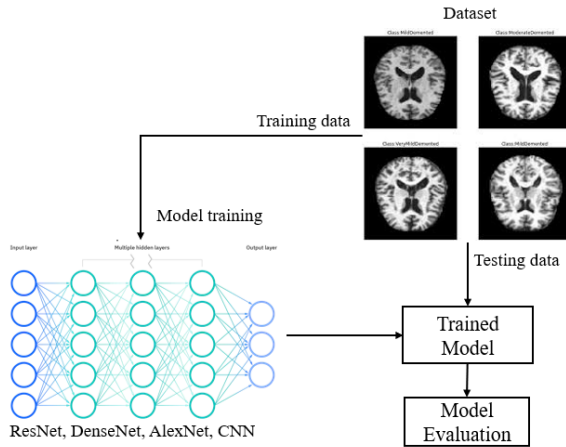 Dataset
Class:MildDemented
Class:ModerateDemented
Training data
Class:VeryMildDemented
Class:MildDemented
Model training
Input layer
Multiple hidden layers
Output layer
Testing data
Trained
Model
ResNet, DenseNet, AlexNet, CNN
Model
Evaluation